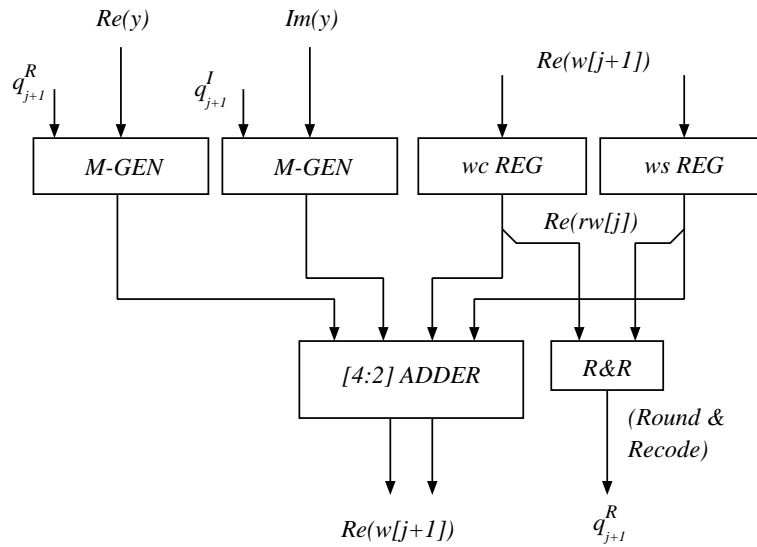 Re(y)
Im(y)
Re(w[j+1])
q^R_{j+1}
q^I_{j+1}
M-GEN
M-GEN
wc REG
ws REG
Re(rw[j])
[4:2] ADDER
R&R
(Round &
Recode)
Re(w[j+1])
q^R_{j+1}